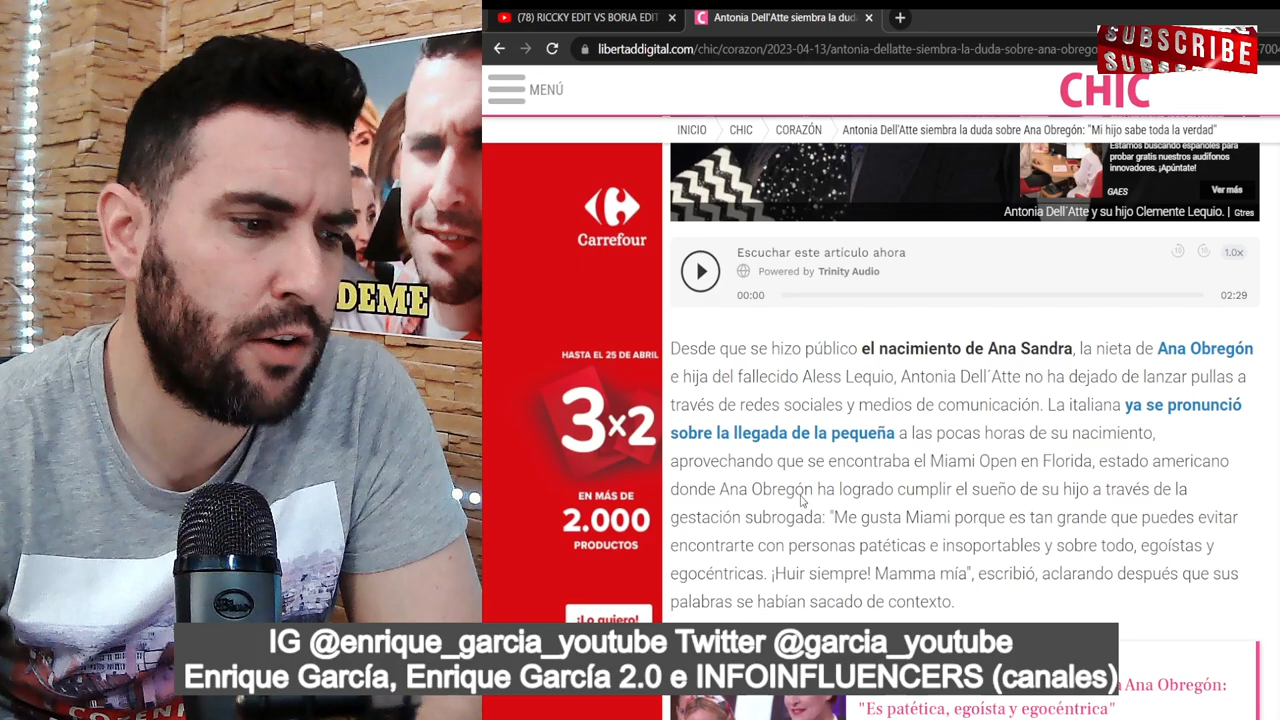 (78) RICCKY EDIT VS BORJA EDIT
Antonia Dell'Atte siembra la duda
SUBSCRIBE
libertaddigital.com/chic/corazon/2023-04-13/antonia-dellatte-siembra-la-duda-sobre-ana-obrego
MENÚ
CHIC
INICIO
CHIC
CORAZÓN
Antonia Dell'Atte siembra la duda sobre Ana Obregón: "Mi hijo sabe toda la verdad"
Estamos buscando españoles para
probar gratis nuestros audífonos
innovadores. ¡Apúntate!
GAES
Ver más
Antonia Dell´Atte y su hijo Clemente Lequio. | Gtres
DEME
Carrefour
HASTA EL 25 DE ABRIL
3x2
EN MÁS DE
2.000
PRODUCTOS
¡Lo quiero!
Escuchar este artículo ahora
Powered by Trinity Audio
10
10
1.0x
00:00
02:29
Desde que se hizo público el nacimiento de Ana Sandra, la nieta de Ana Obregón
e hija del fallecido Aless Lequio, Antonia Dell´Atte no ha dejado de lanzar pullas a
través de redes sociales y medios de comunicación. La italiana ya se pronunció
sobre la llegada de la pequeña a las pocas horas de su nacimiento,
aprovechando que se encontraba el Miami Open en Florida, estado americano
donde Ana Obregón ha logrado cumplir el sueño de su hijo a través de la
gestación subrogada: "Me gusta Miami porque es tan grande que puedes evitar
encontrarte con personas patéticas e insoportables y sobre todo, egoístas y
egocéntricas. ¡Huir siempre! Mamma mía", escribió, aclarando después que sus
palabras se habían sacado de contexto.
Ana Obregón:
"Es patética, egoísta y egocéntrica"
IG @enrique_garcia_youtube Twitter @garcia_youtube
Enrique García, Enrique García 2.0 e INFOINFLUENCERS (canales)